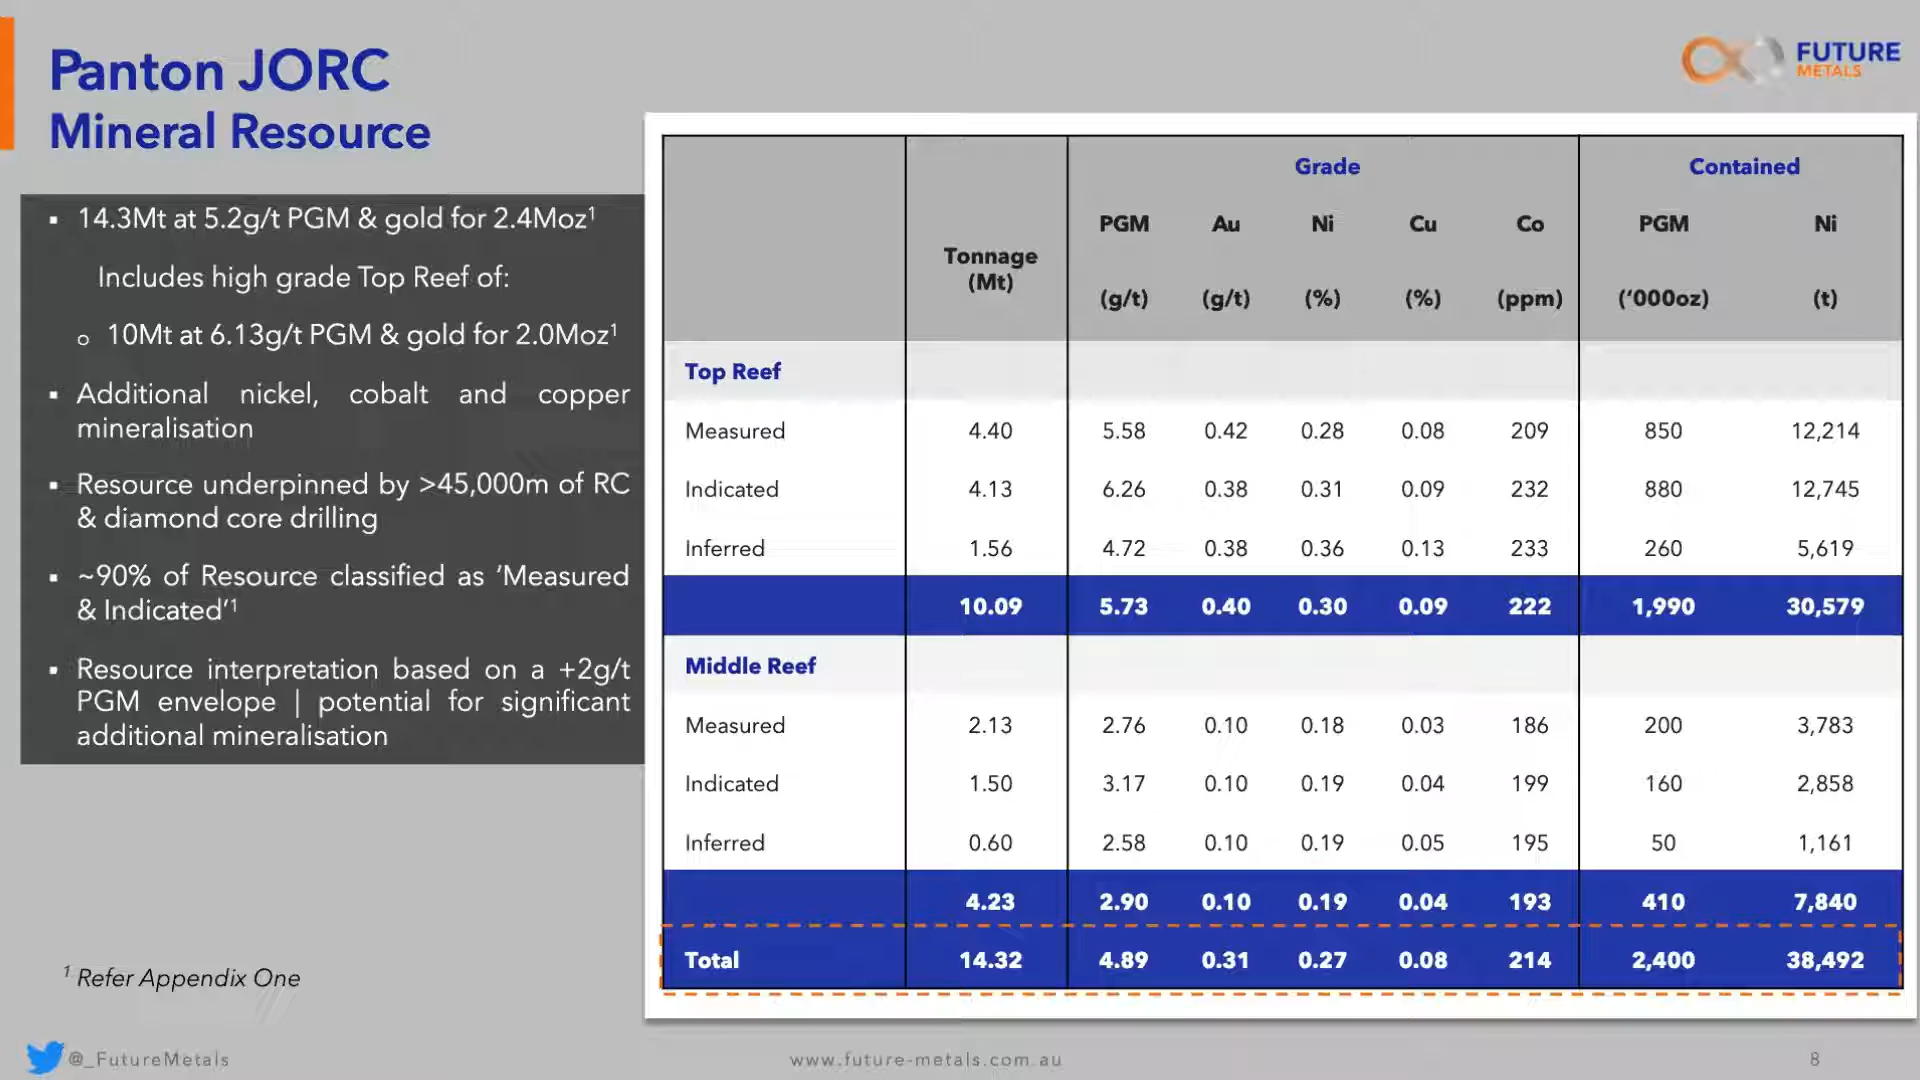 Panton JORC
Mineral Resource
FUTURE
METALS
▪ 14.3Mt at 5.2g/t PGM & gold for 2.4Moz¹
Includes high grade Top Reef of:
o 10Mt at 6.13g/t PGM & gold for 2.0Moz¹
▪ Additional nickel, cobalt and copper
mineralisation
▪ Resource underpinned by >45,000m of RC
& diamond core drilling
▪ ~90% of Resource classified as ‘Measured
& Indicated’¹
▪ Resource interpretation based on a +2g/t
PGM envelope | potential for significant
additional mineralisation
¹ Refer Appendix One
Grade Contained
Tonnage
(Mt)
PGM Au Ni Cu Co PGM Ni
(g/t) (g/t) (%) (%) (ppm) (‘000oz) (t)
Top Reef
Measured 4.40 5.58 0.42 0.28 0.08 209 850 12,214
Indicated 4.13 6.26 0.38 0.31 0.09 232 880 12,745
Inferred 1.56 4.72 0.38 0.36 0.13 233 260 5,619
10.09 5.73 0.40 0.30 0.09 222 1,990 30,579
Middle Reef
Measured 2.13 2.76 0.10 0.18 0.03 186 200 3,783
Indicated 1.50 3.17 0.10 0.19 0.04 199 160 2,858
Inferred 0.60 2.58 0.10 0.19 0.05 195 50 1,161
4.23 2.90 0.10 0.19 0.04 193 410 7,840
Total 14.32 4.89 0.31 0.27 0.08 214 2,400 38,492
@_FutureMetals
www.future-metals.com.au
8